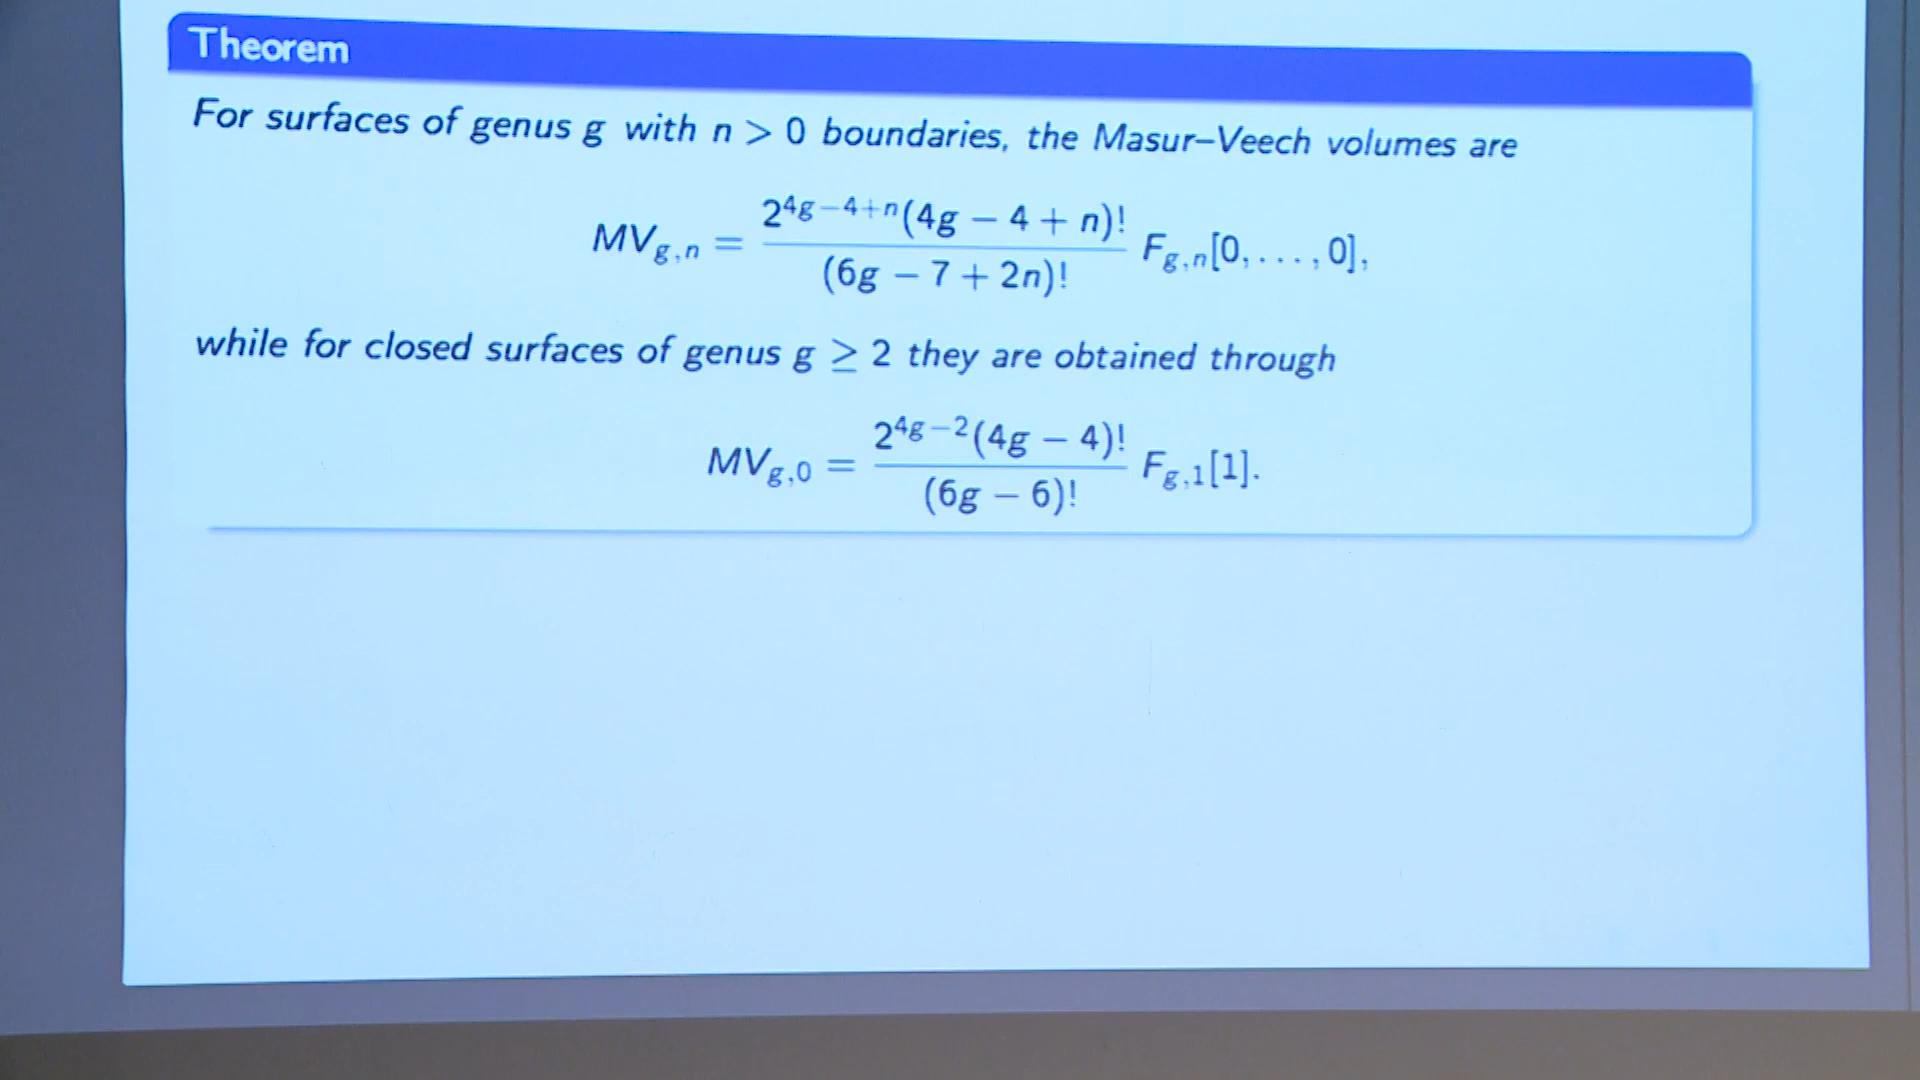 Theorem
For surfaces of genus g with n > 0 boundaries, the Masur–Veech volumes are
MV_{g,n} = \frac{2^{4g-4+n}(4g-4+n)!}{(6g-7+2n)!} F_{g,n}[0,...,0],
while for closed surfaces of genus g ≥ 2 they are obtained through
MV_{g,0} = \frac{2^{4g-2}(4g-4)!}{(6g-6)!} F_{g,1}[1].